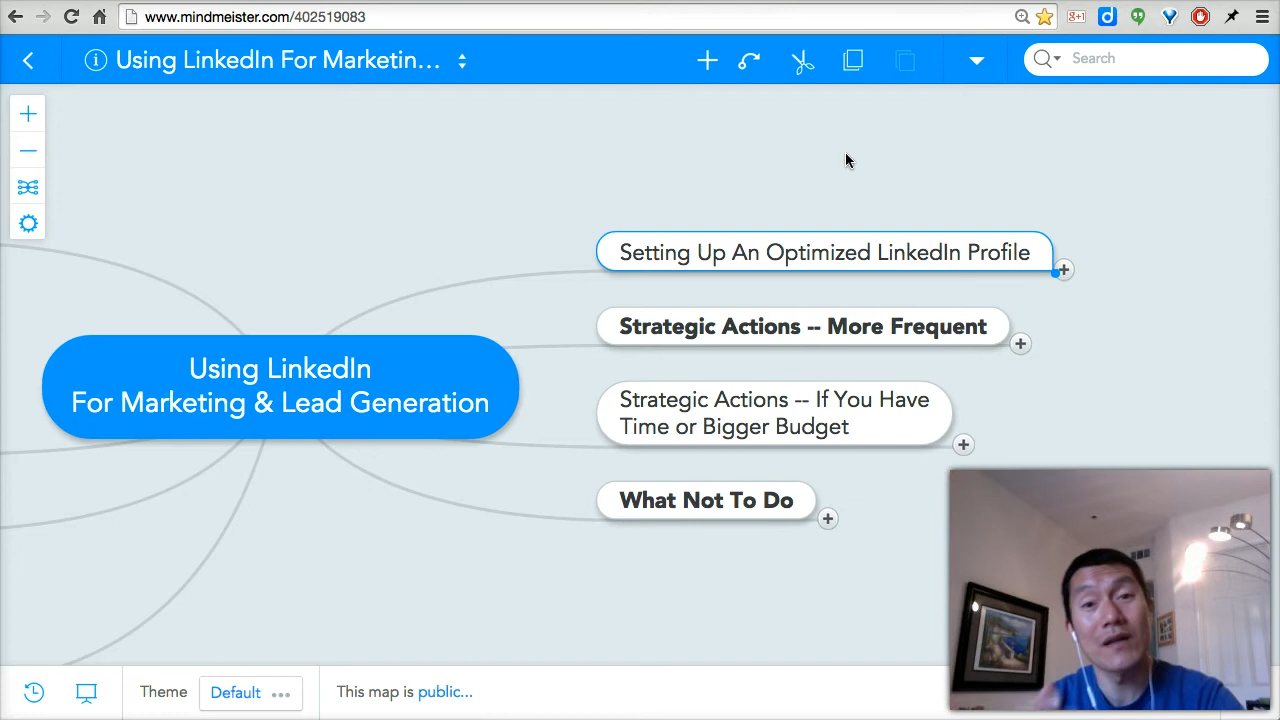 www.mindmeister.com/402519083
Using LinkedIn For Marketin...
Search
Setting Up An Optimized LinkedIn Profile
Strategic Actions -- More Frequent
Using LinkedIn
For Marketing & Lead Generation
Strategic Actions -- If You Have
Time or Bigger Budget
What Not To Do
Theme
Default
This map is public...